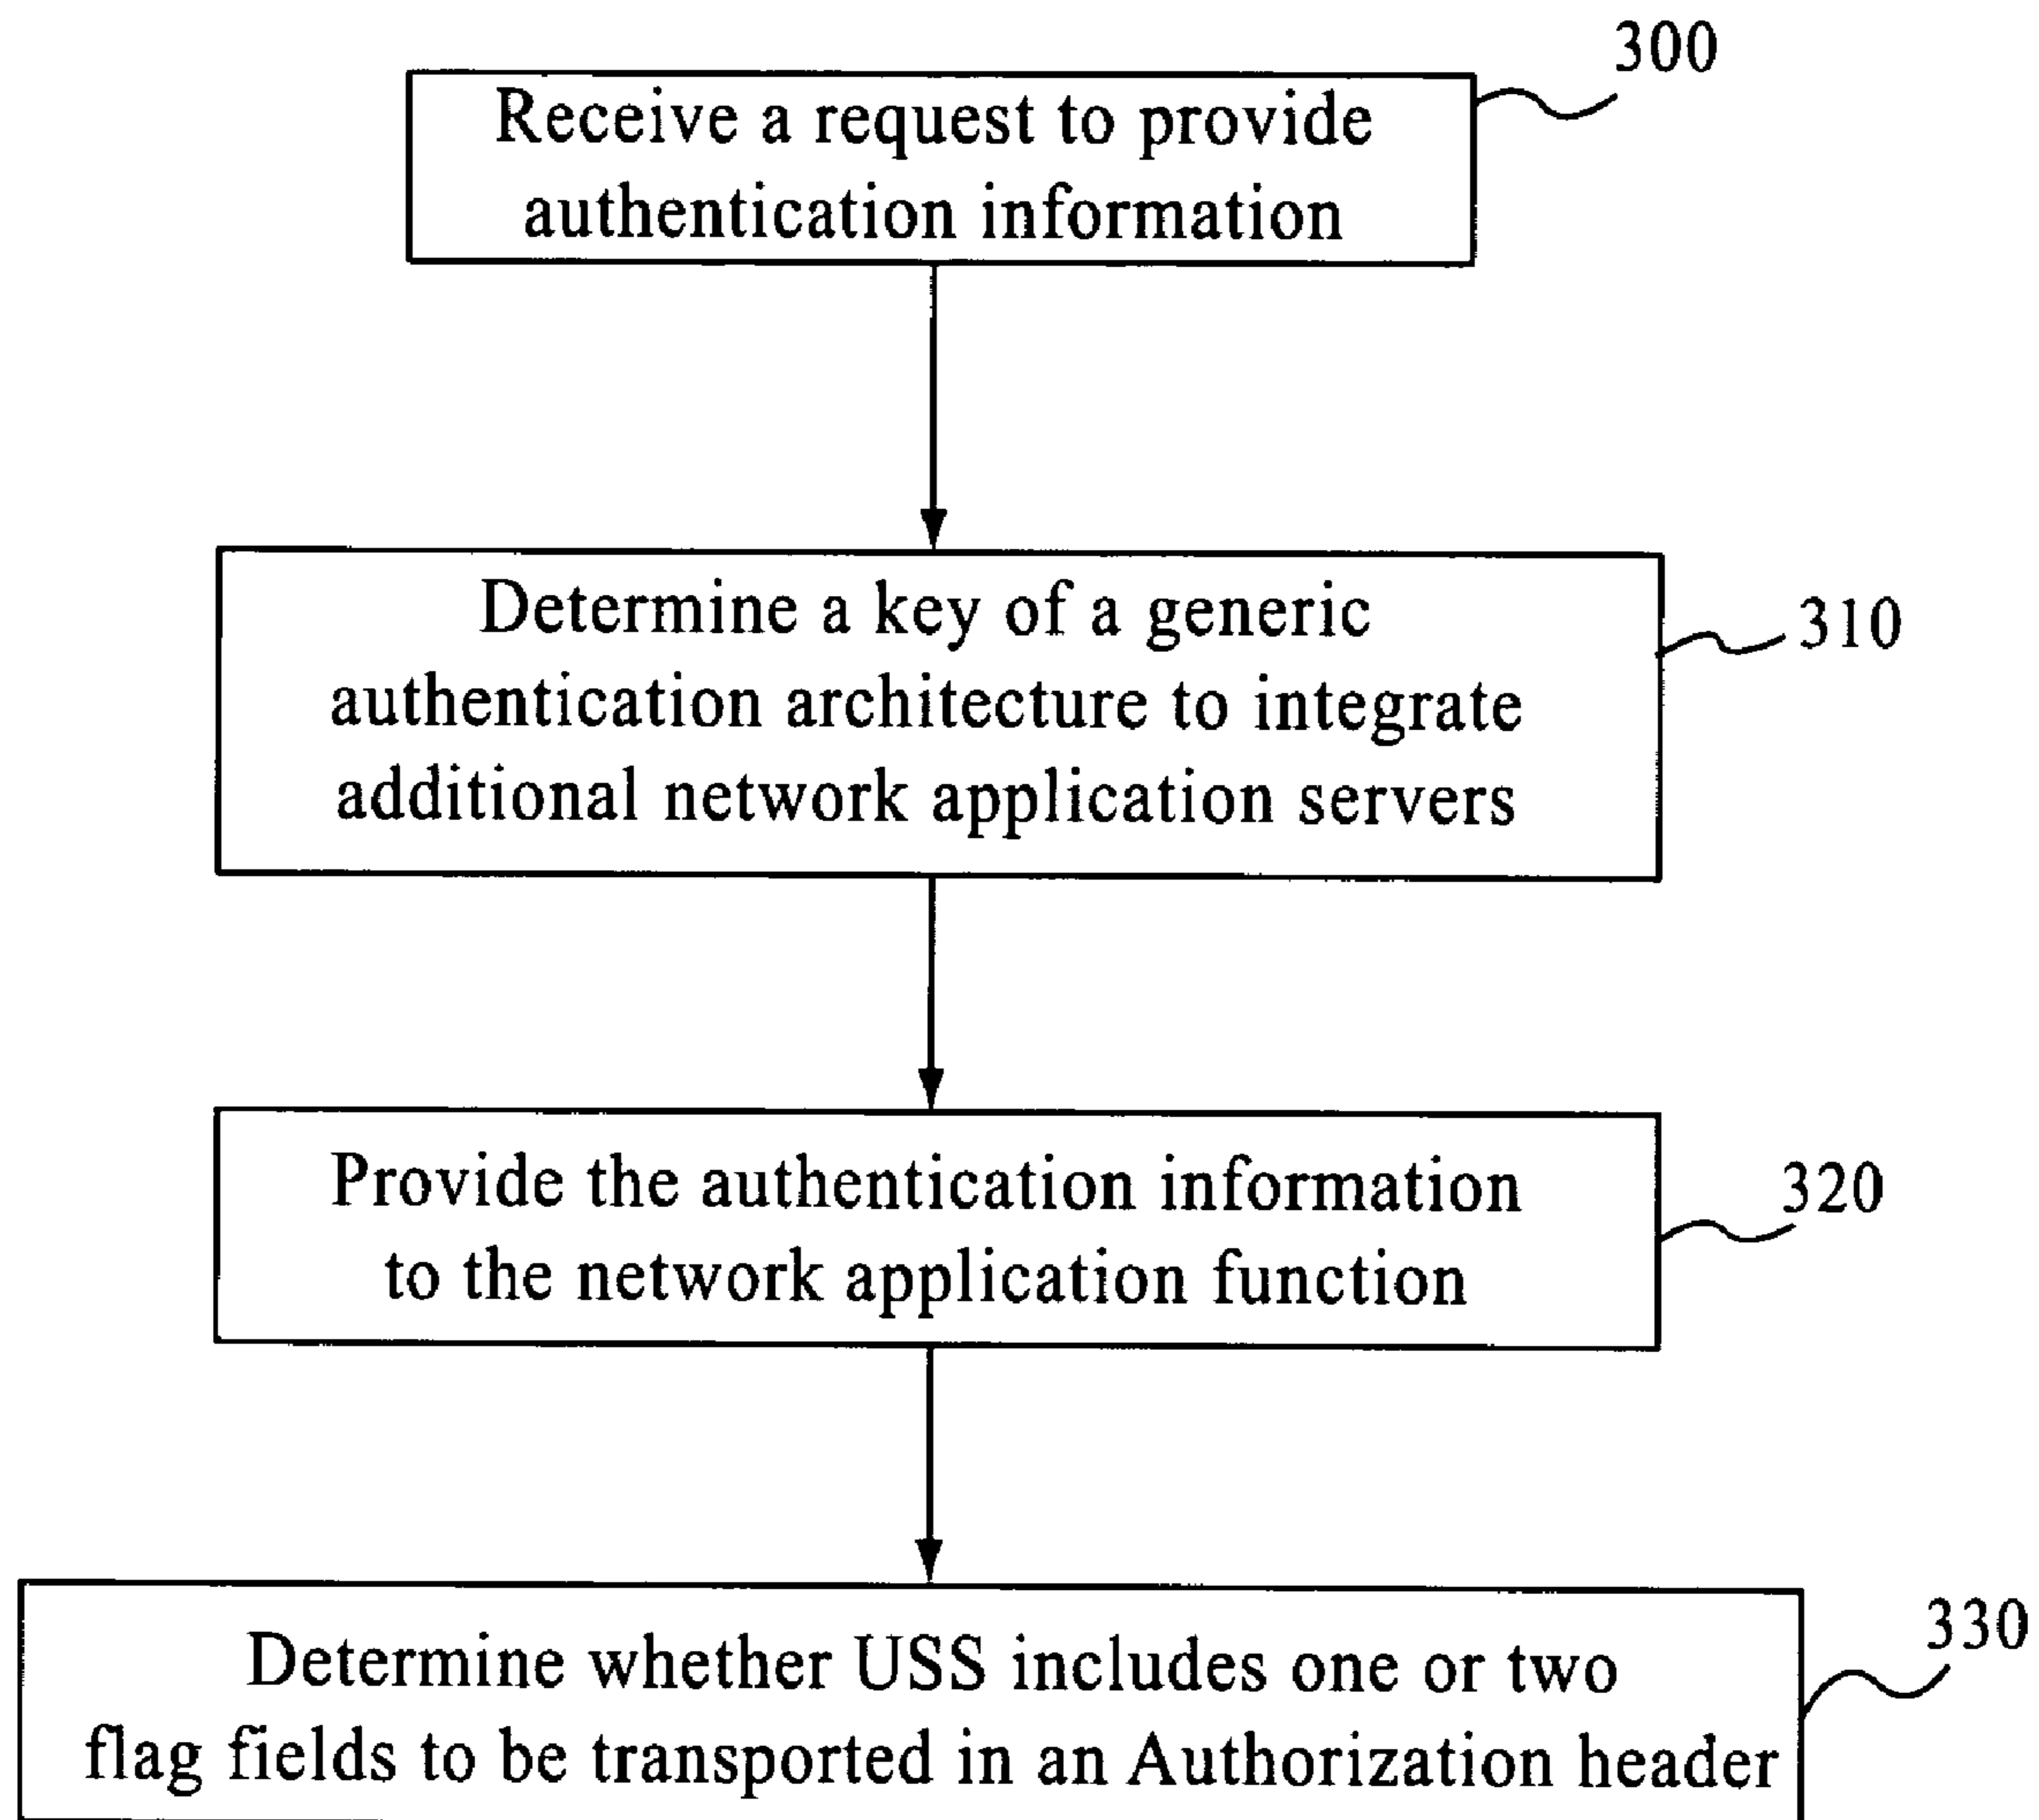 300
Receive a request to provide
authentication information
Determine a key of a generic
authentication architecture to integrate
additional network application servers
310
Provide the authentication information
to the network application function
320
Determine whether USS includes one or two
flag fields to be transported in an Authorization header
330